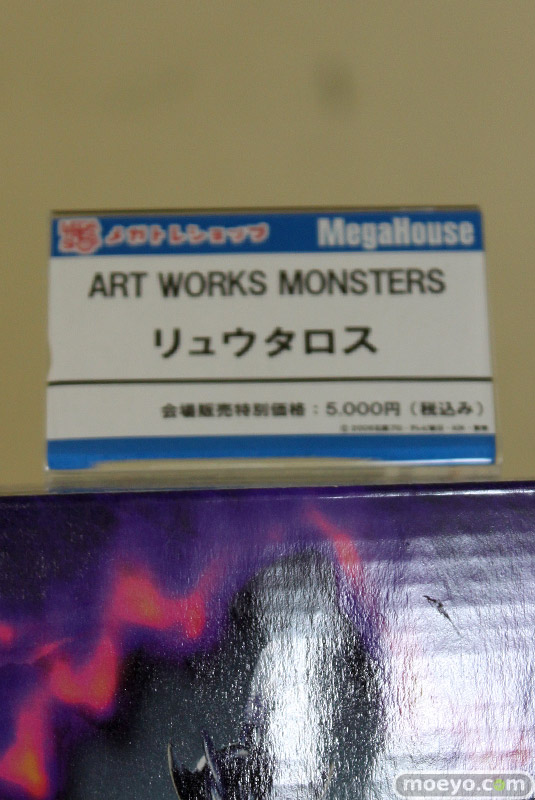 メガトレショップ MegaHouse
ART WORKS MONSTERS
リュウタロス
会場販売特別価格：5,000円（税込み）
moeyo.com